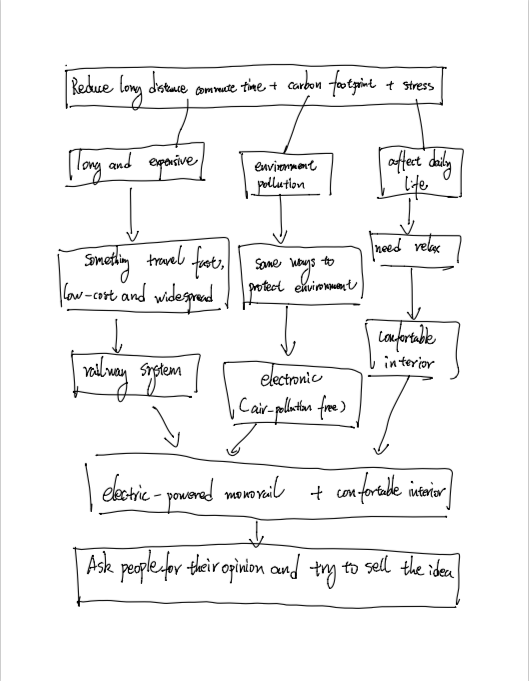 Reduce long distance commute time + carbon footprint + stress
long and expensive
environment
pollution
affect daily
life
Something travel fast,
low-cost and widespread
some ways to
protect environment
need relax
railway system
electronic
(air-pollution free)
confortable
interior
electric-powered monorail + confortable interior
Ask people for their opinion and try to sell the idea